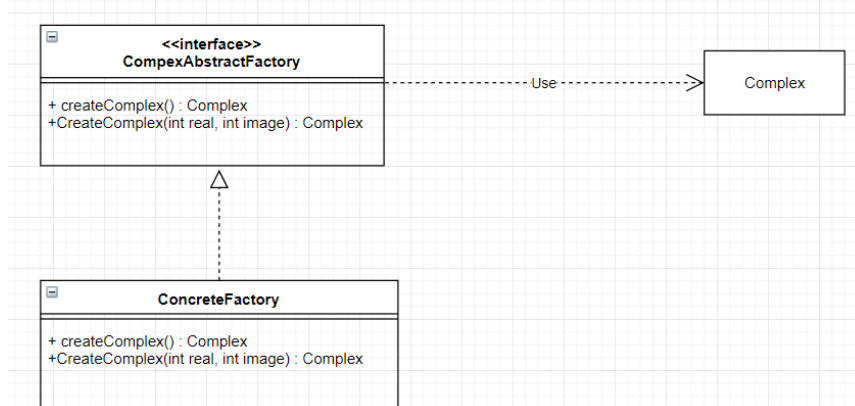 <<interface>>
CompexAbstractFactory
+ createComplex() : Complex
+CreateComplex(int real, int image) : Complex
Use
Complex
ConcreteFactory
+ createComplex() : Complex
+CreateComplex(int real, int image) : Complex